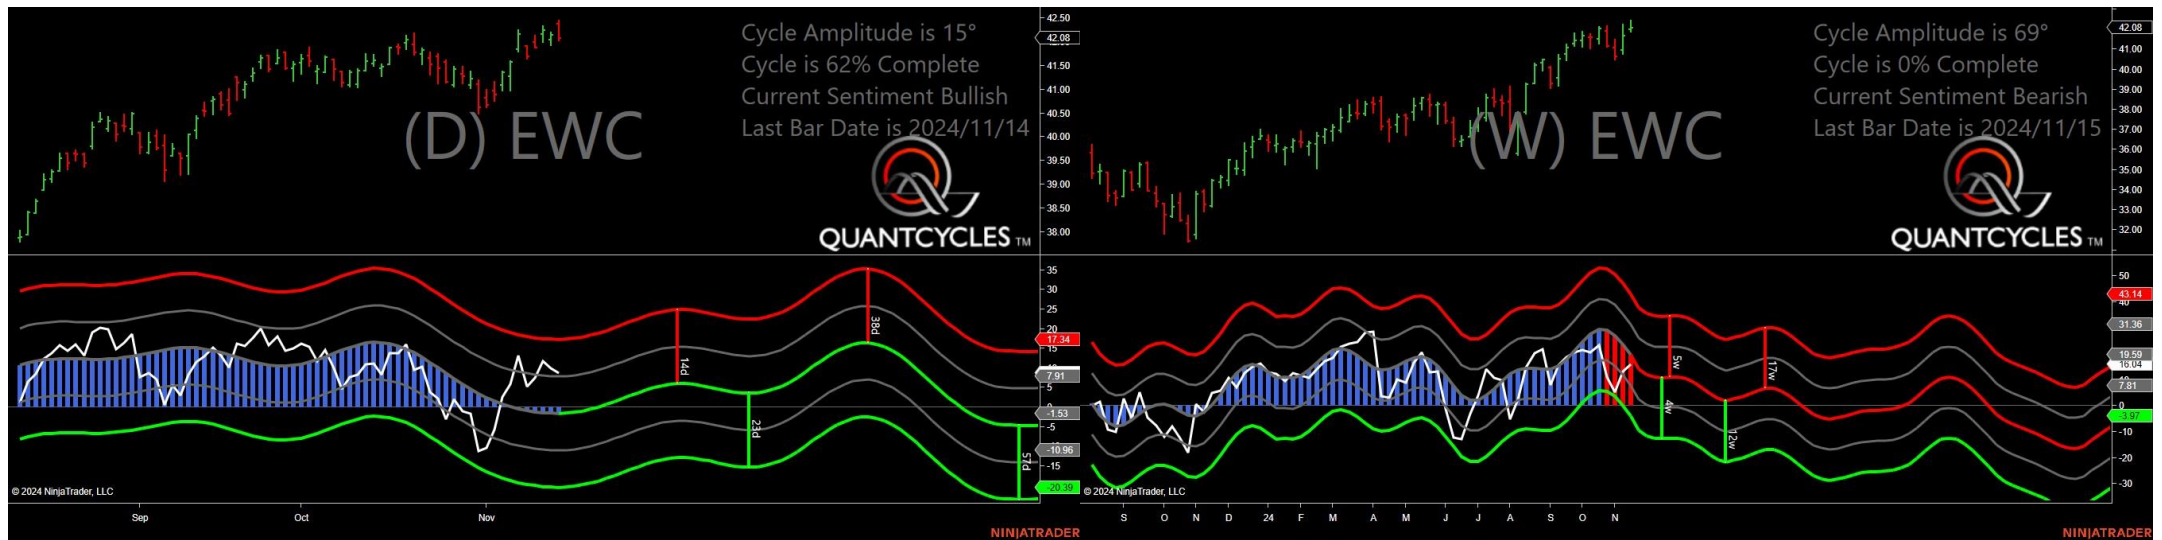 Cycle Amplitude is 15°
Cycle is 62% Complete
Current Sentiment Bullish
Last Bar Date is 2024/11/14
(D) EWC
QUANTCYCLES TM
42.50
42.08
41.50
41.00
40.50
40.00
39.50
39.00
38.50
38.00
35
30
25
20
17.34
15
7.91
5
0
-1.53
-5
-10.96
-15
-20.39
14d
23d
38d
57d
© 2024 NinjaTrader, LLC
Sep Oct Nov
NINJATRADER
Cycle Amplitude is 69°
Cycle is 0% Complete
Current Sentiment Bearish
Last Bar Date is 2024/11/15
(W) EWC
QUANTCYCLES TM
42.08
41.00
40.00
39.00
38.00
37.00
36.00
35.00
34.00
33.00
32.00
50
43.14
40
31.36
19.59
16.04
7.81
0
-3.97
-10
-20
-30
5w
4w
12w
17w
© 2024 NinjaTrader, LLC
S O N D 24 F M A M J J A S O N
NINJATRADER